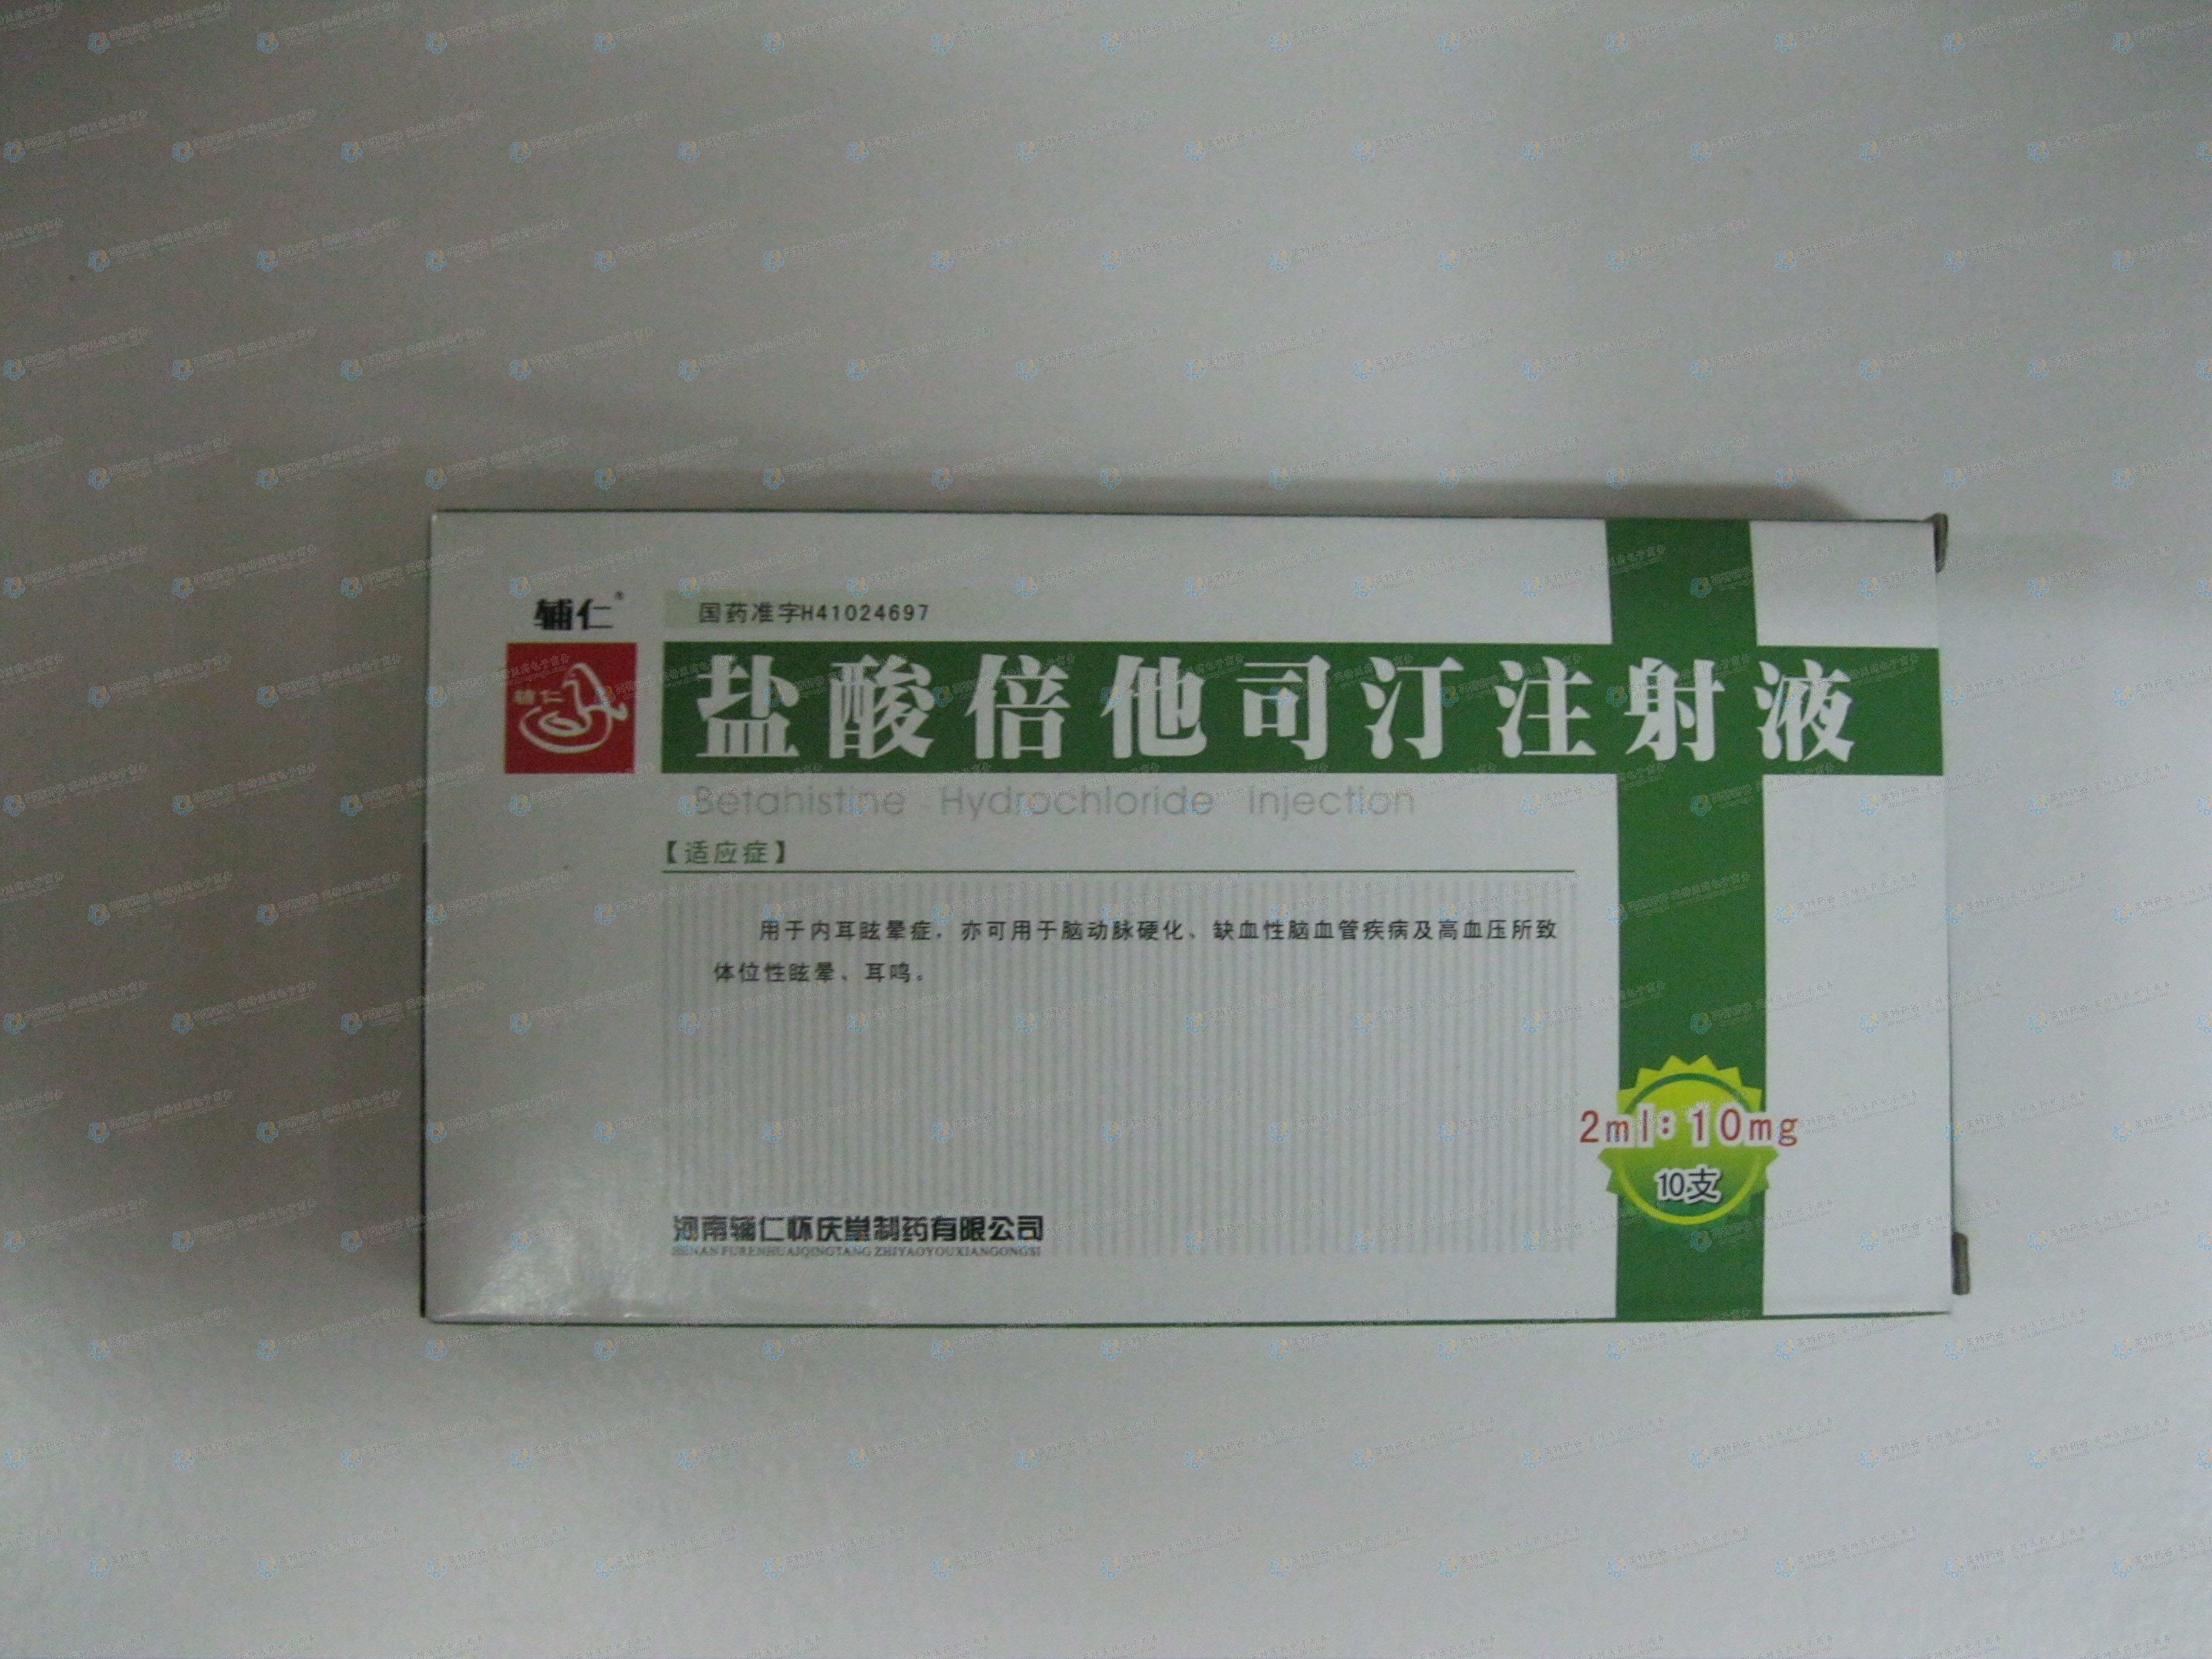 辅仁®
国药准字H41024697
辅仁
盐酸倍他司汀注射液
Betahistine Hydrochloride Injection
【适应症】
用于内耳眩晕症，亦可用于脑动脉硬化、缺血性脑血管疾病及高血压所致
体位性眩晕、耳鸣。
2ml:10mg
10支
河南辅仁怀庆堂制药有限公司
HENAN FURENHUAIQINGTANG ZHIYAOYOUXIANGONGSI